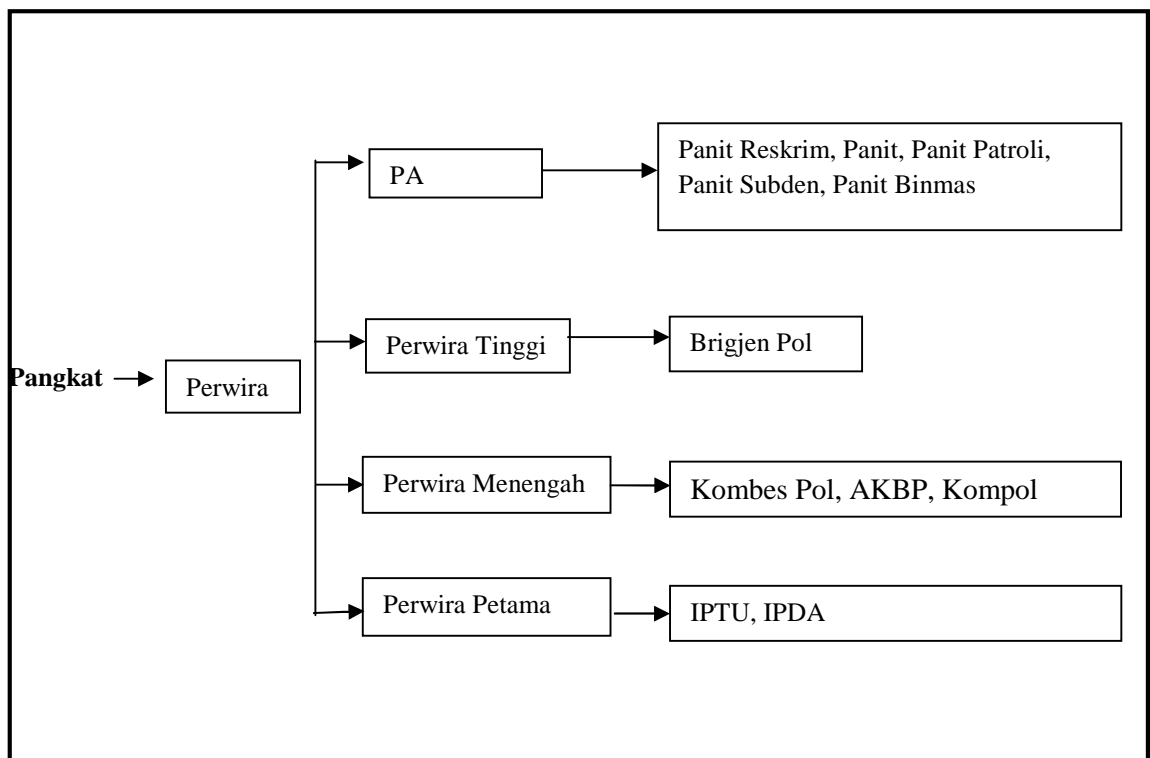 PA
Panit Reskrim, Panit, Panit Patroli,
Panit Subden, Panit Binmas
Perwira Tinggi
Brigjen Pol
Pangkat
Perwira
Perwira Menengah
Kombes Pol, AKBP, Kompol
Perwira Petama
IPTU, IPDA